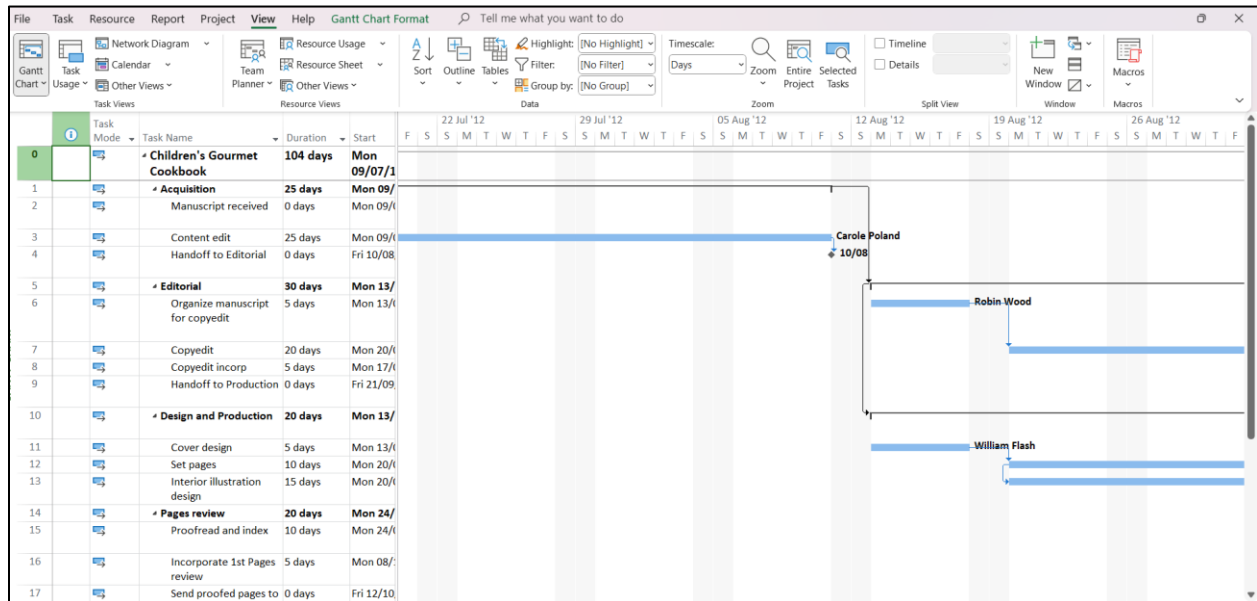 File Task Resource Report Project View Help Gantt Chart Format Tell me what you want to do
Gantt Chart
Task Usage
Network Diagram
Calendar
Other Views
Task Views
Team Planner
Resource Usage
Resource Sheet
Other Views
Resource Views
Sort
Outline
Tables
Highlight: [No Highlight]
Filter: [No Filter]
Group by: [No Group]
Data
Timescale:
Days
Zoom
Entire Project
Selected Tasks
Zoom
Timeline
Details
Split View
New Window
Window
Macros
Macros
Task Mode Task Name Duration Start
22 Jul '12 29 Jul '12 05 Aug '12 12 Aug '12 19 Aug '12 26 Aug '12
F S S M T W T F S S M T W T F S S M T W T F S S M T W T F S S M T W T F S S M T W T F
0 Children's Gourmet Cookbook 104 days Mon 09/07/1
1 Acquisition 25 days Mon 09/
2 Manuscript received 0 days Mon 09/0
3 Content edit 25 days Mon 09/0 Carole Poland
4 Handoff to Editorial 0 days Fri 10/08 10/08
5 Editorial 30 days Mon 13/
6 Organize manuscript for copyedit 5 days Mon 13/0 Robin Wood
7 Copyedit 20 days Mon 20/0
8 Copyedit incorp 5 days Mon 17/0
9 Handoff to Production 0 days Fri 21/09
10 Design and Production 20 days Mon 13/
11 Cover design 5 days Mon 13/0 William Flash
12 Set pages 10 days Mon 20/0
13 Interior illustration design 15 days Mon 20/0
14 Pages review 20 days Mon 24/
15 Proofread and index 10 days Mon 24/0
16 Incorporate 1st Pages review 5 days Mon 08/
17 Send proofed pages to 0 days Fri 12/10